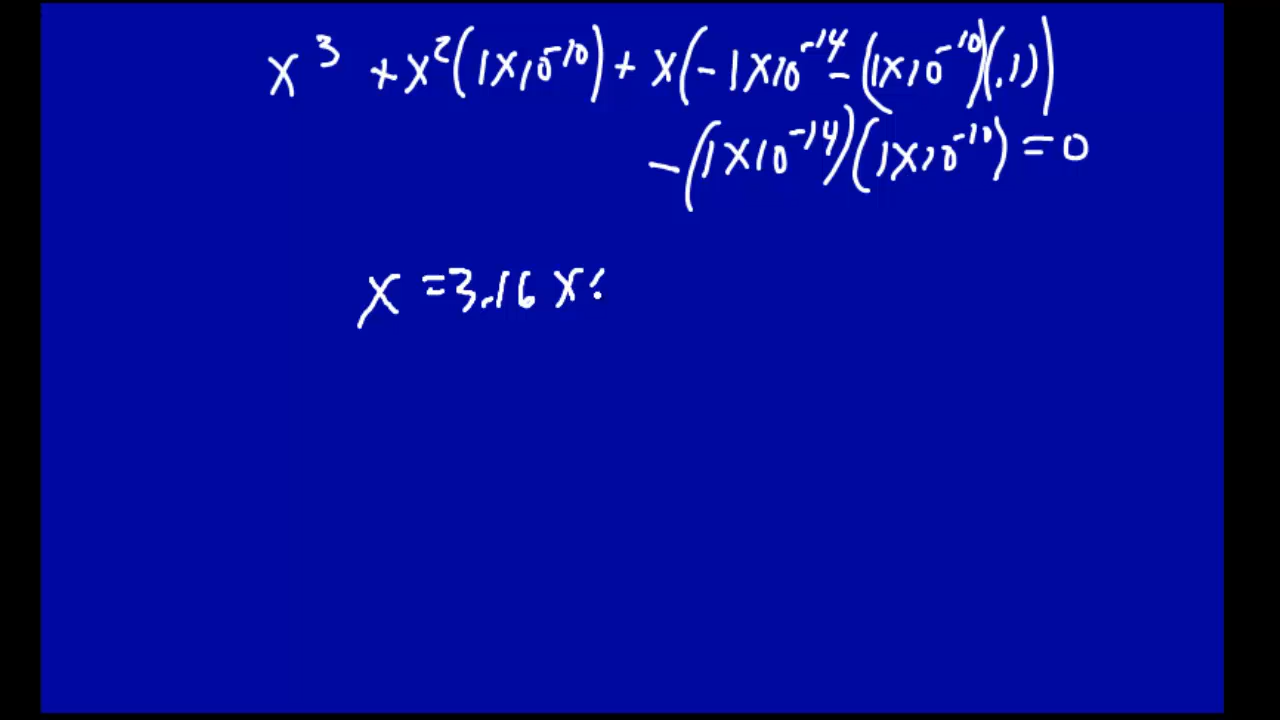 x³ + x²(1x10⁻¹⁰) + x(-1x10⁻¹⁴ - (1x10⁻¹⁰)(.1))
-(1x10⁻¹⁴)(1x10⁻¹⁰) = 0
x = 3.16 x